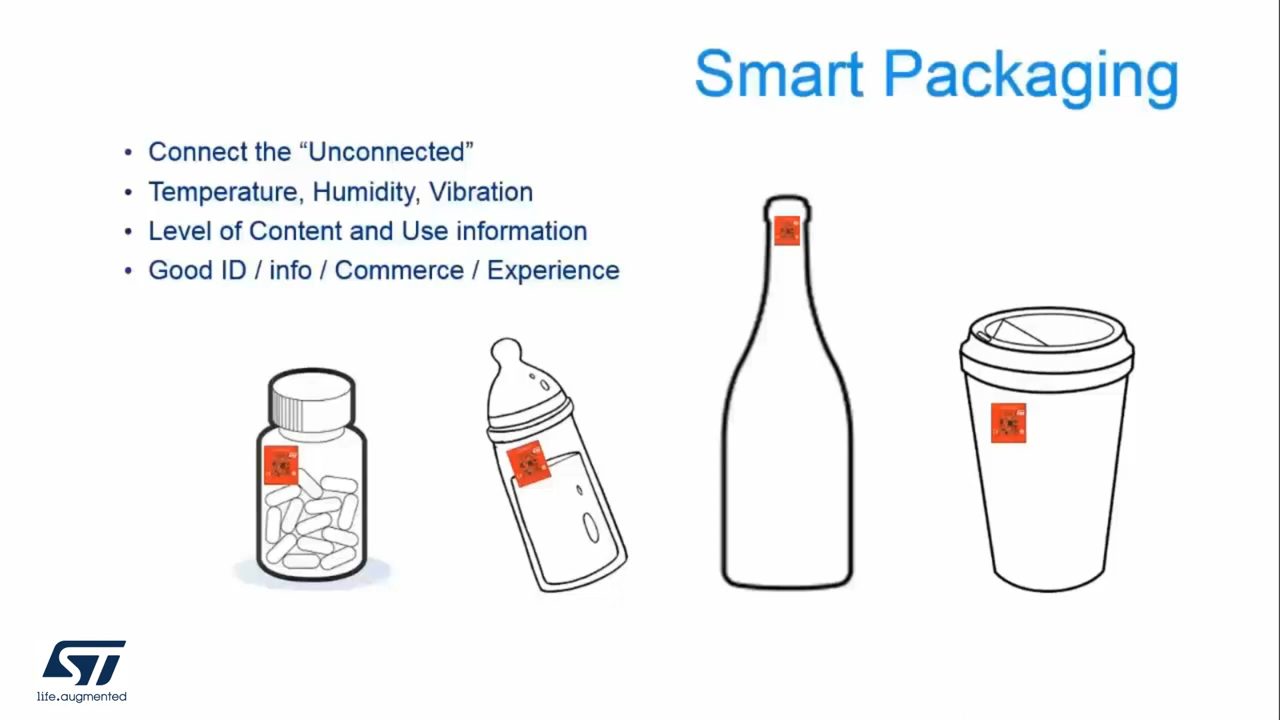 Smart Packaging
• Connect the “Unconnected”
• Temperature, Humidity, Vibration
• Level of Content and Use information
• Good ID / info / Commerce / Experience
ST
life.augmented